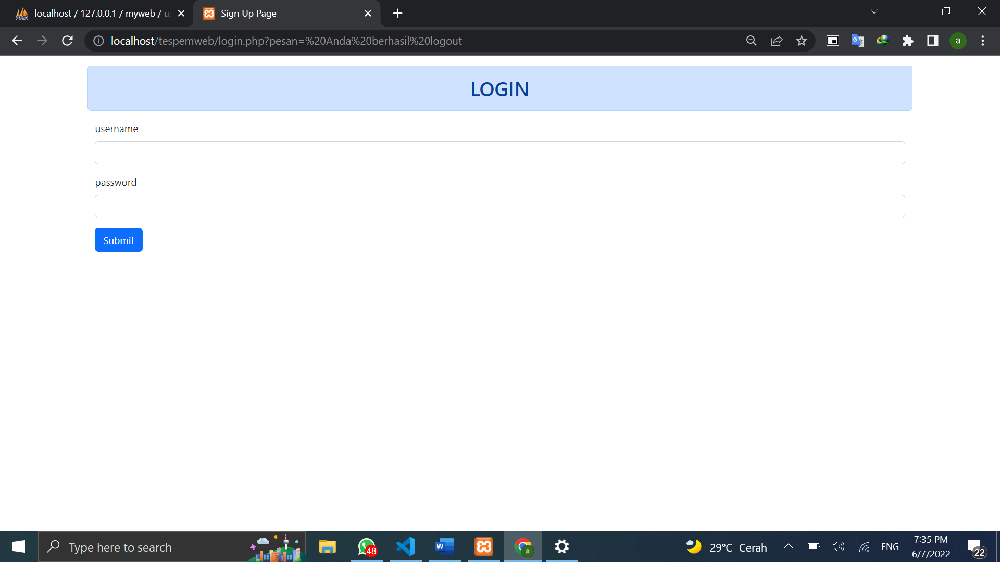 localhost / 127.0.0.1 / myweb / us
Sign Up Page
localhost/tespemweb/login.php?pesan=%20Anda%20berhasil%20logout
a
LOGIN
username
password
Submit
Type here to search
48
a
29°C Cerah
ENG
7:35 PM
6/7/2022
22